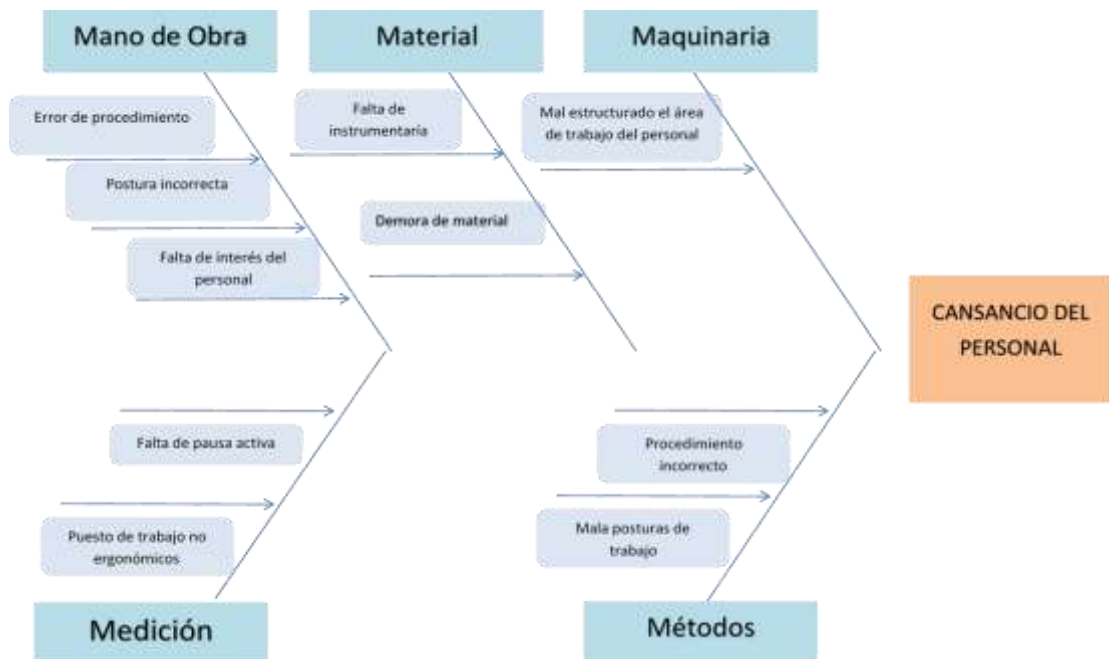 Mano de Obra
Material
Maquinaria
Error de procedimiento
Falta de
instrumentaría
Mal estructurado el área
de trabajo del personal
Postura incorrecta
Demora de material
Falta de interés del
personal
CANSANCIO DEL
PERSONAL
Falta de pausa activa
Procedimiento
incorrecto
Puesto de trabajo no
ergonómicos
Mala posturas de
trabajo
Medición
Métodos